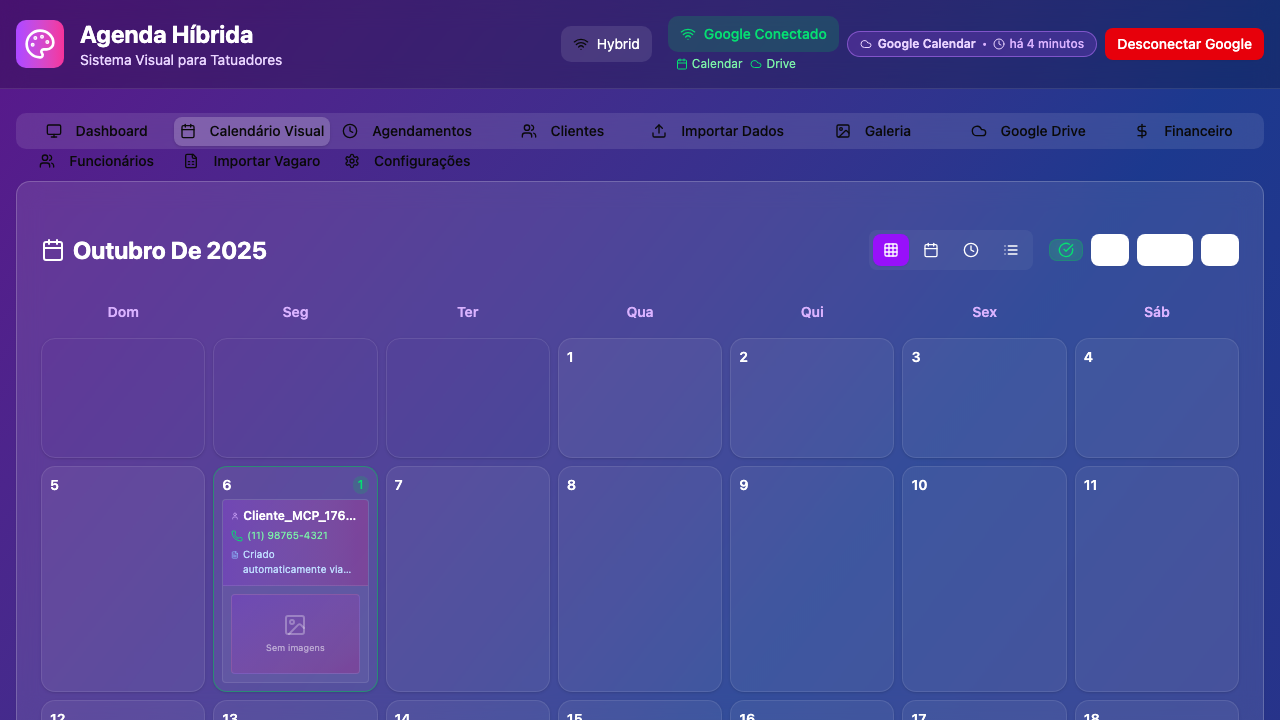 Agenda Híbrida
Sistema Visual para Tatuadores
Hybrid
Google Conectado
Calendar Drive
Google Calendar • há 4 minutos
Desconectar Google
Dashboard Calendário Visual Agendamentos Clientes Importar Dados Galeria Google Drive Financeiro
Funcionários Importar Vagaro Configurações
Outubro De 2025
Dom Seg Ter Qua Qui Sex Sáb
1 2 3 4
5 6 1 7 8 9 10 11
Cliente_MCP_176...
(11) 98765-4321
Criado
automaticamente via...
Sem imagens
12 13 14 15 16 17 18